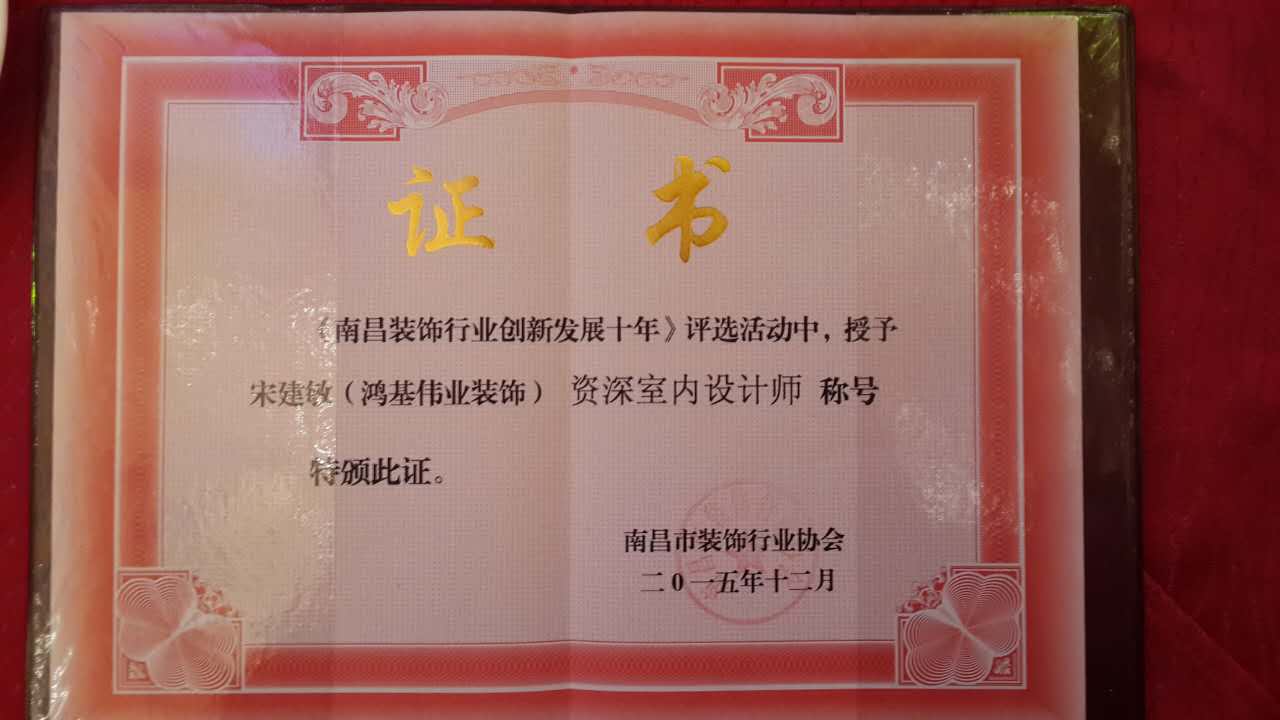 证 书
《南昌装饰行业创新发展十年》评选活动中，授予
宋建敏（鸿基伟业装饰） 资深室内设计师 称号
特颁此证。
南昌市装饰行业协会
二0一五年十二月